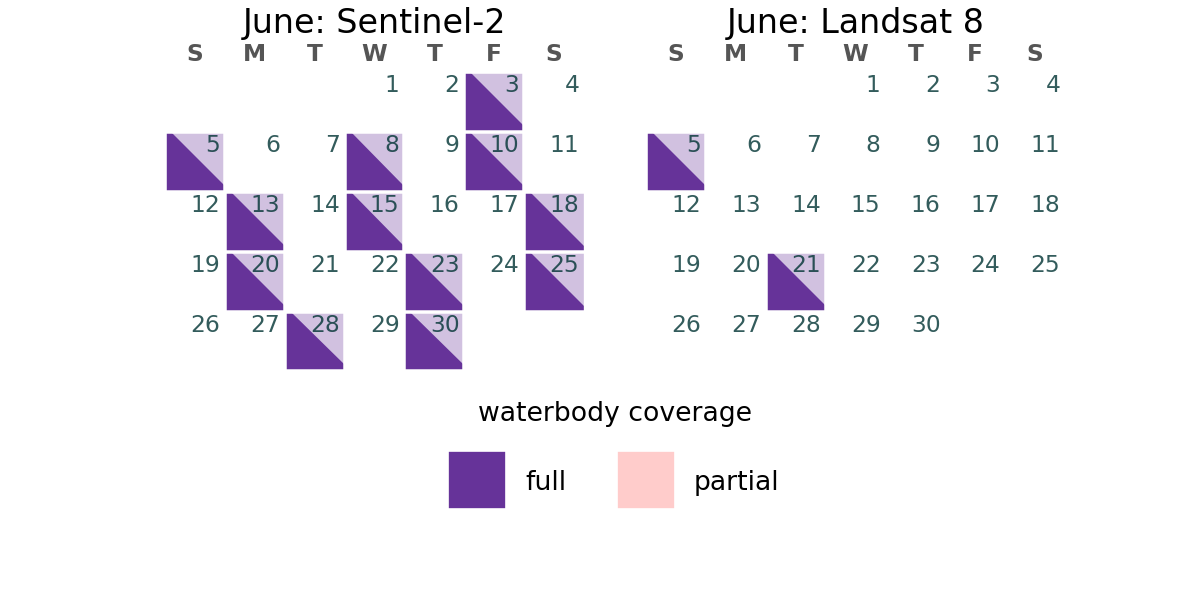 June: Sentinel-2
S M T W T F S
1 2 3 4
5 6 7 8 9 10 11
12 13 14 15 16 17 18
19 20 21 22 23 24 25
26 27 28 29 30
June: Landsat 8
S M T W T F S
1 2 3 4
5 6 7 8 9 10 11
12 13 14 15 16 17 18
19 20 21 22 23 24 25
26 27 28 29 30
waterbody coverage
full partial